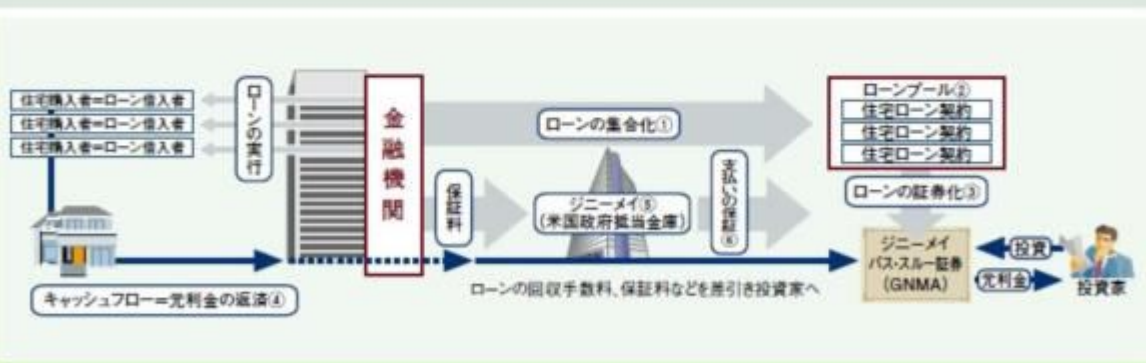 住宅購入者=ローン借入者
住宅購入者=ローン借入者
住宅購入者=ローン借入者
ローンの実行
金融機関
ローンの集合化①
ローンプール②
住宅ローン契約
住宅ローン契約
住宅ローン契約
保証料
ジニーメイ⑤
(米国政府抵当金庫)
支払いの保証⑥
ローンの証券化③
ジニーメイ
パス・スルー証券
(GNMA)
投資
元利金
投資家
キャッシュフロー=元利金の返済④
ローンの回収手数料、保証料などを差引き投資家へ